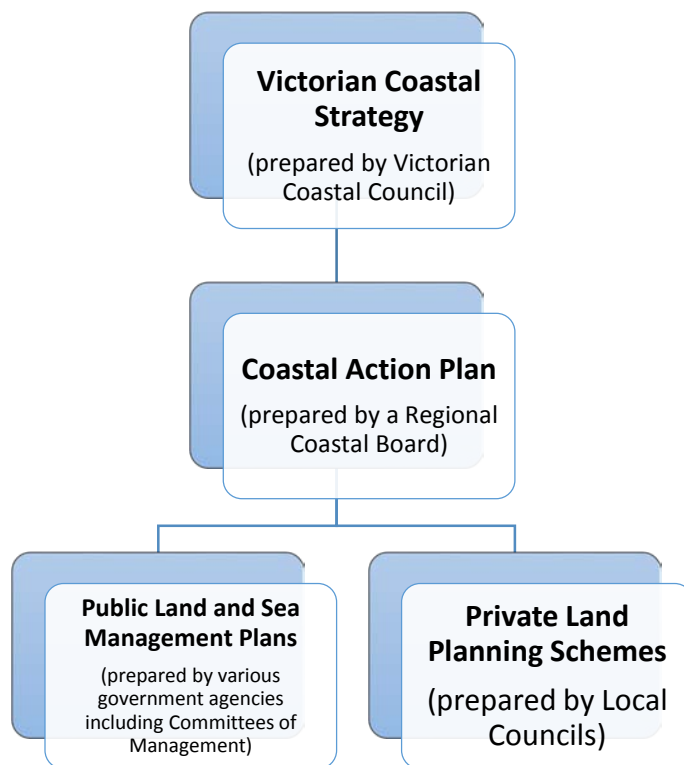 Victorian Coastal
Strategy
(prepared by Victorian
Coastal Council)
Coastal Action Plan
(prepared by a Regional
Coastal Board)
Public Land and Sea
Management Plans
(prepared by various
government agencies
including Committees of
Management)
Private Land
Planning Schemes
(prepared by Local
Councils)